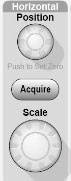 Horizontal
Position
Push to Set Zero
Acquire
Scale